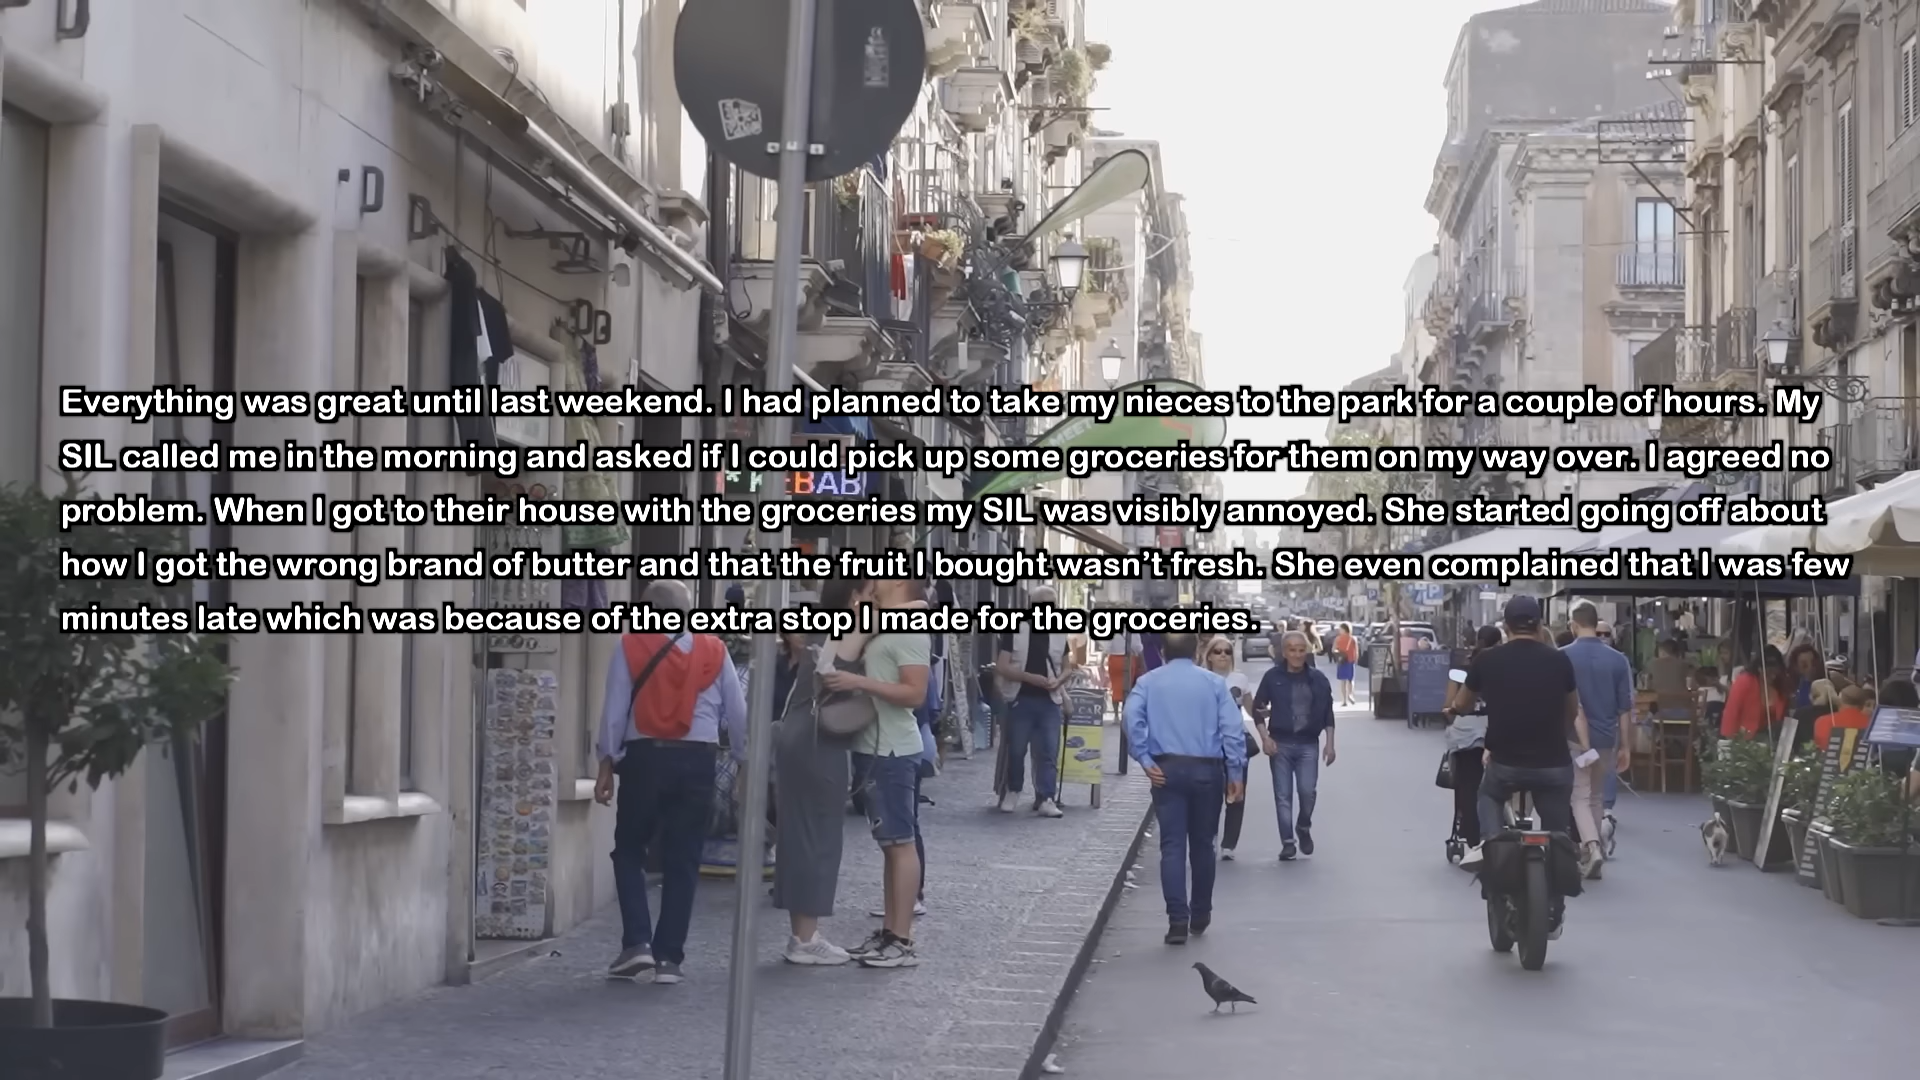 Everything was great until last weekend. I had planned to take my nieces to the park for a couple of hours. My
SIL called me in the morning and asked if I could pick up some groceries for them on my way over. I agreed no
problem. When I got to their house with the groceries my SIL was visibly annoyed. She started going off about
how I got the wrong brand of butter and that the fruit I bought wasn't fresh. She even complained that I was few
minutes late which was because of the extra stop I made for the groceries.
KEBAB